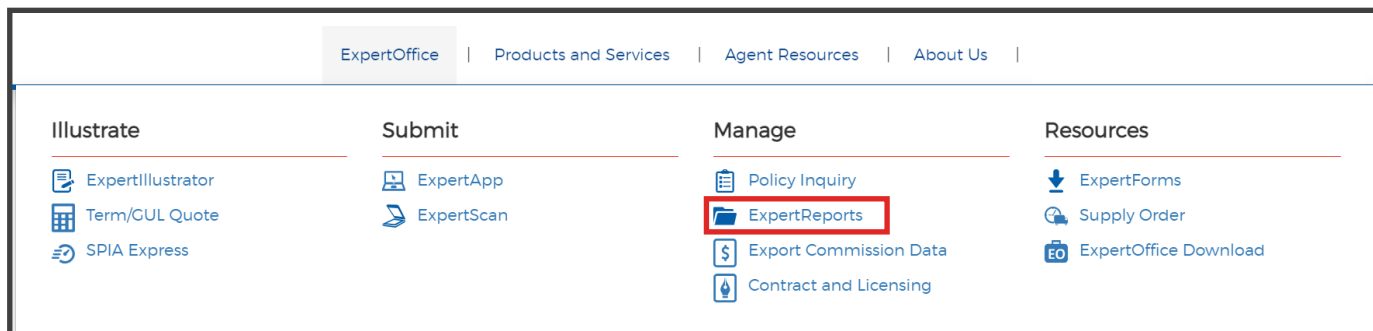 ExpertOffice | Products and Services | Agent Resources | About Us |
Illustrate
ExpertIllustrator
Term/GUL Quote
SPIA Express
Submit
ExpertApp
ExpertScan
Manage
Policy Inquiry
ExpertReports
$
Export Commission Data
Contract and Licensing
Resources
ExpertForms
Supply Order
EO
ExpertOffice Download